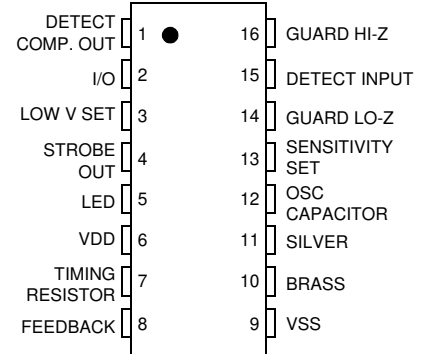 DETECT
COMP. OUT
1
16
GUARD HI-Z
I/O
2
15
DETECT INPUT
LOW V SET
3
14
GUARD LO-Z
STROBE
OUT
4
13
SENSITIVITY
SET
LED
5
12
OSC
CAPACITOR
VDD
6
11
SILVER
TIMING
RESISTOR
7
10
BRASS
FEEDBACK
8
9
VSS